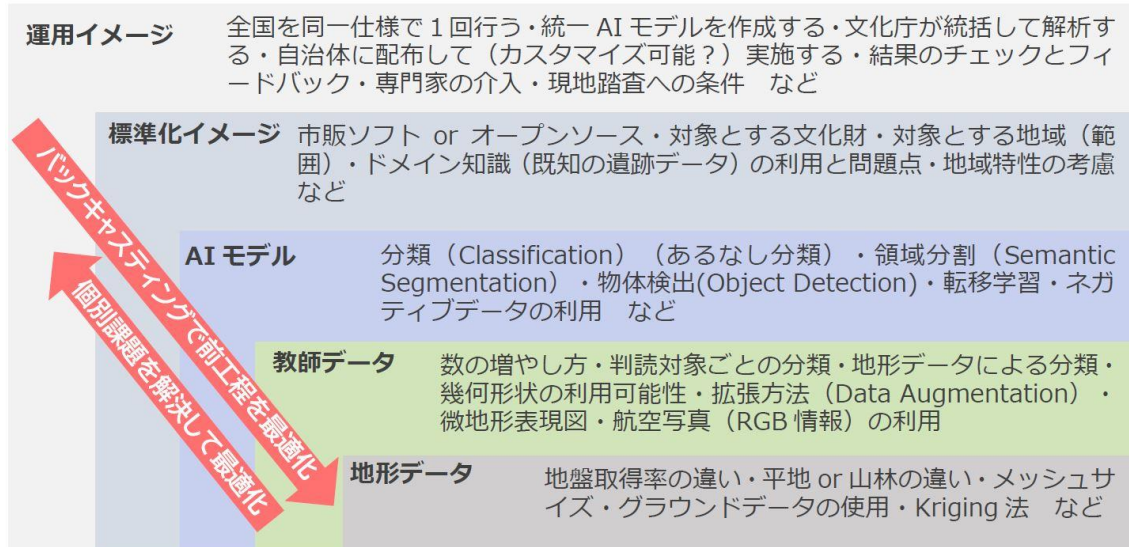 運用イメージ
全国を同一仕様で1回行う・統一AIモデルを作成する・文化庁が統括して解析す
る・自治体に配布して（カスタマイズ可能？）実施する・結果のチェックとフィ
ードバック・専門家の介入・現地踏査への条件　など
標準化イメージ
市販ソフト or オープンソース・対象とする文化財・対象とする地域（範
囲）・ドメイン知識（既知の遺跡データ）の利用と問題点・地域特性の考慮
など
AIモデル
分類（Classification）（あるなし分類）・領域分割（Semantic
Segmentation）・物体検出(Object Detection)・転移学習・ネガ
ティブデータの利用　など
教師データ
数の増やし方・判読対象ごとの分類・地形データによる分類・
幾何形状の利用可能性・拡張方法（Data Augmentation）・
微地形表現図・航空写真（RGB情報）の利用
地形データ
地盤取得率の違い・平地 or 山林の違い・メッシュサ
イズ・グラウンドデータの使用・Kriging法　など
バックキャスティングで前工程を最適化
個別課題を解決して最適化